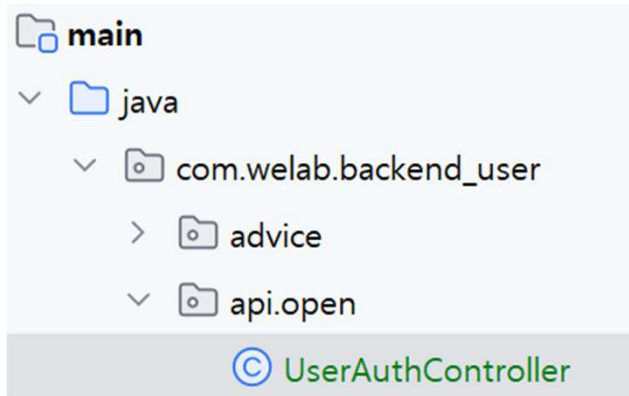 main
java
com.welab.backend_user
advice
api.open
UserAuthController